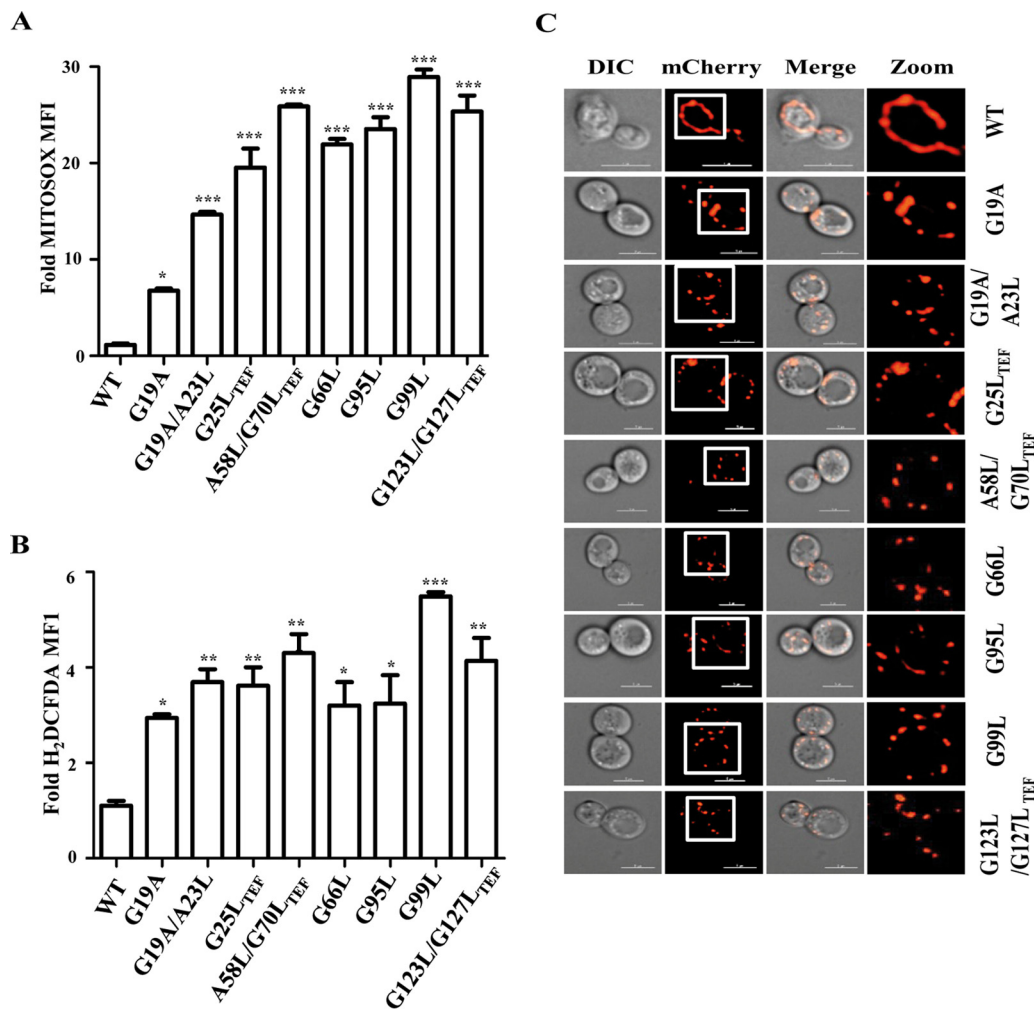 A
Fold MITOSOX MFI
30
20
10
0
*
***
***
***
***
***
***
***
WT
G19A
G19A/A23L
G25LTEF
A58L/G70LTEF
G66L
G95L
G99L
G123L/G127LTEF
B
Fold H2DCFDA MF1
6
4
2
0
*
**
**
**
*
*
***
**
WT
G19A
G19A/A23L
G25LTEF
A58L/G70LTEF
G66L
G95L
G99L
G123L/G127LTEF
C
DIC mCherry Merge Zoom
WT
G19A
G19A/
A23L
G25LTEF
A58L/
G70LTEF
G66L
G95L
G99L
G123L
/G127LTEF